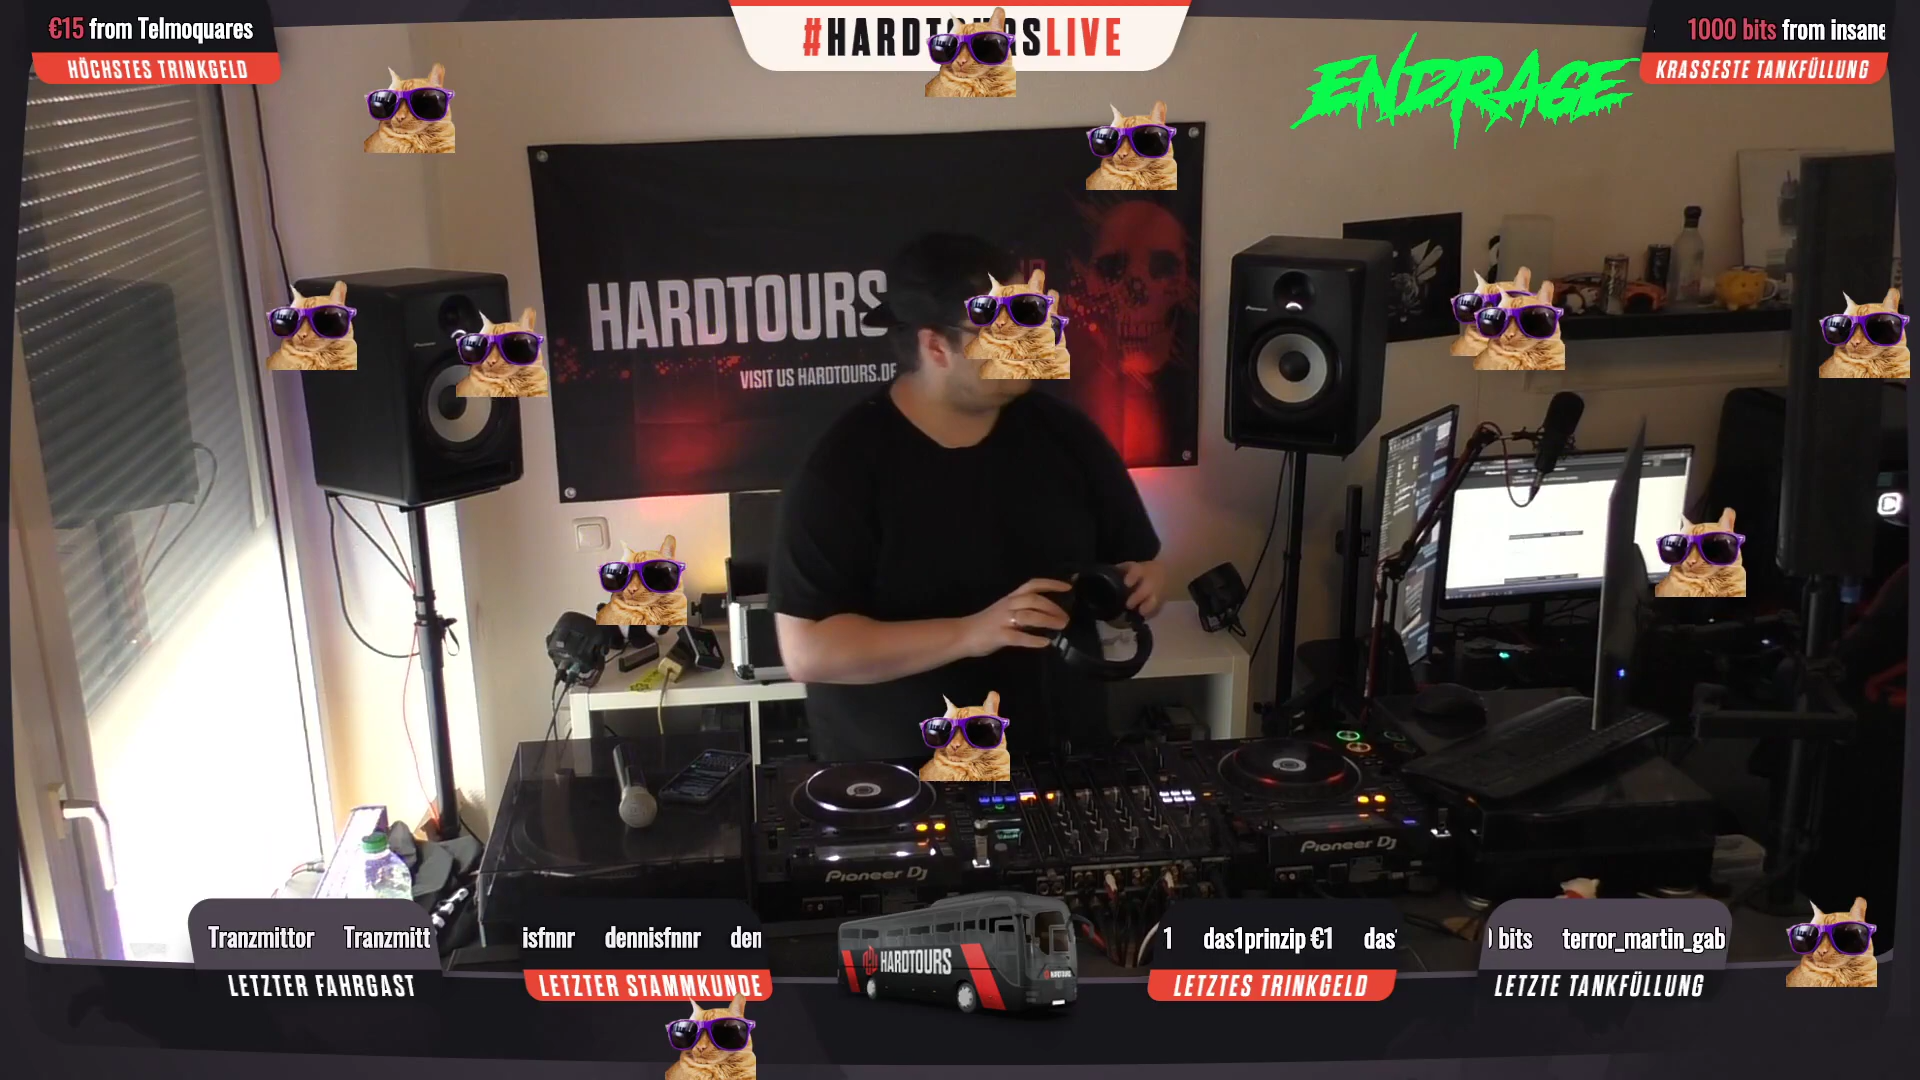 €15 from Telmoquares
HÖCHSTES TRINKGELD
#HARDTOURSLIVE
ENDRAGE
1000 bits from insane
KRASSESTE TANKFÜLLUNG
HARDTOURS
VISIT US HARDTOURS.DE
Pioneer DJ
Pioneer DJ
Tranzmittor Tranzmitt
LETZTER FAHRGAST
isfnnr dennisfnnr den
LETZTER STAMMKUNDE
HARDTOURS
1 das1prinzip €1 das
LETZTES TRINKGELD
bits terror_martin_gab
LETZTE TANKFÜLLUNG